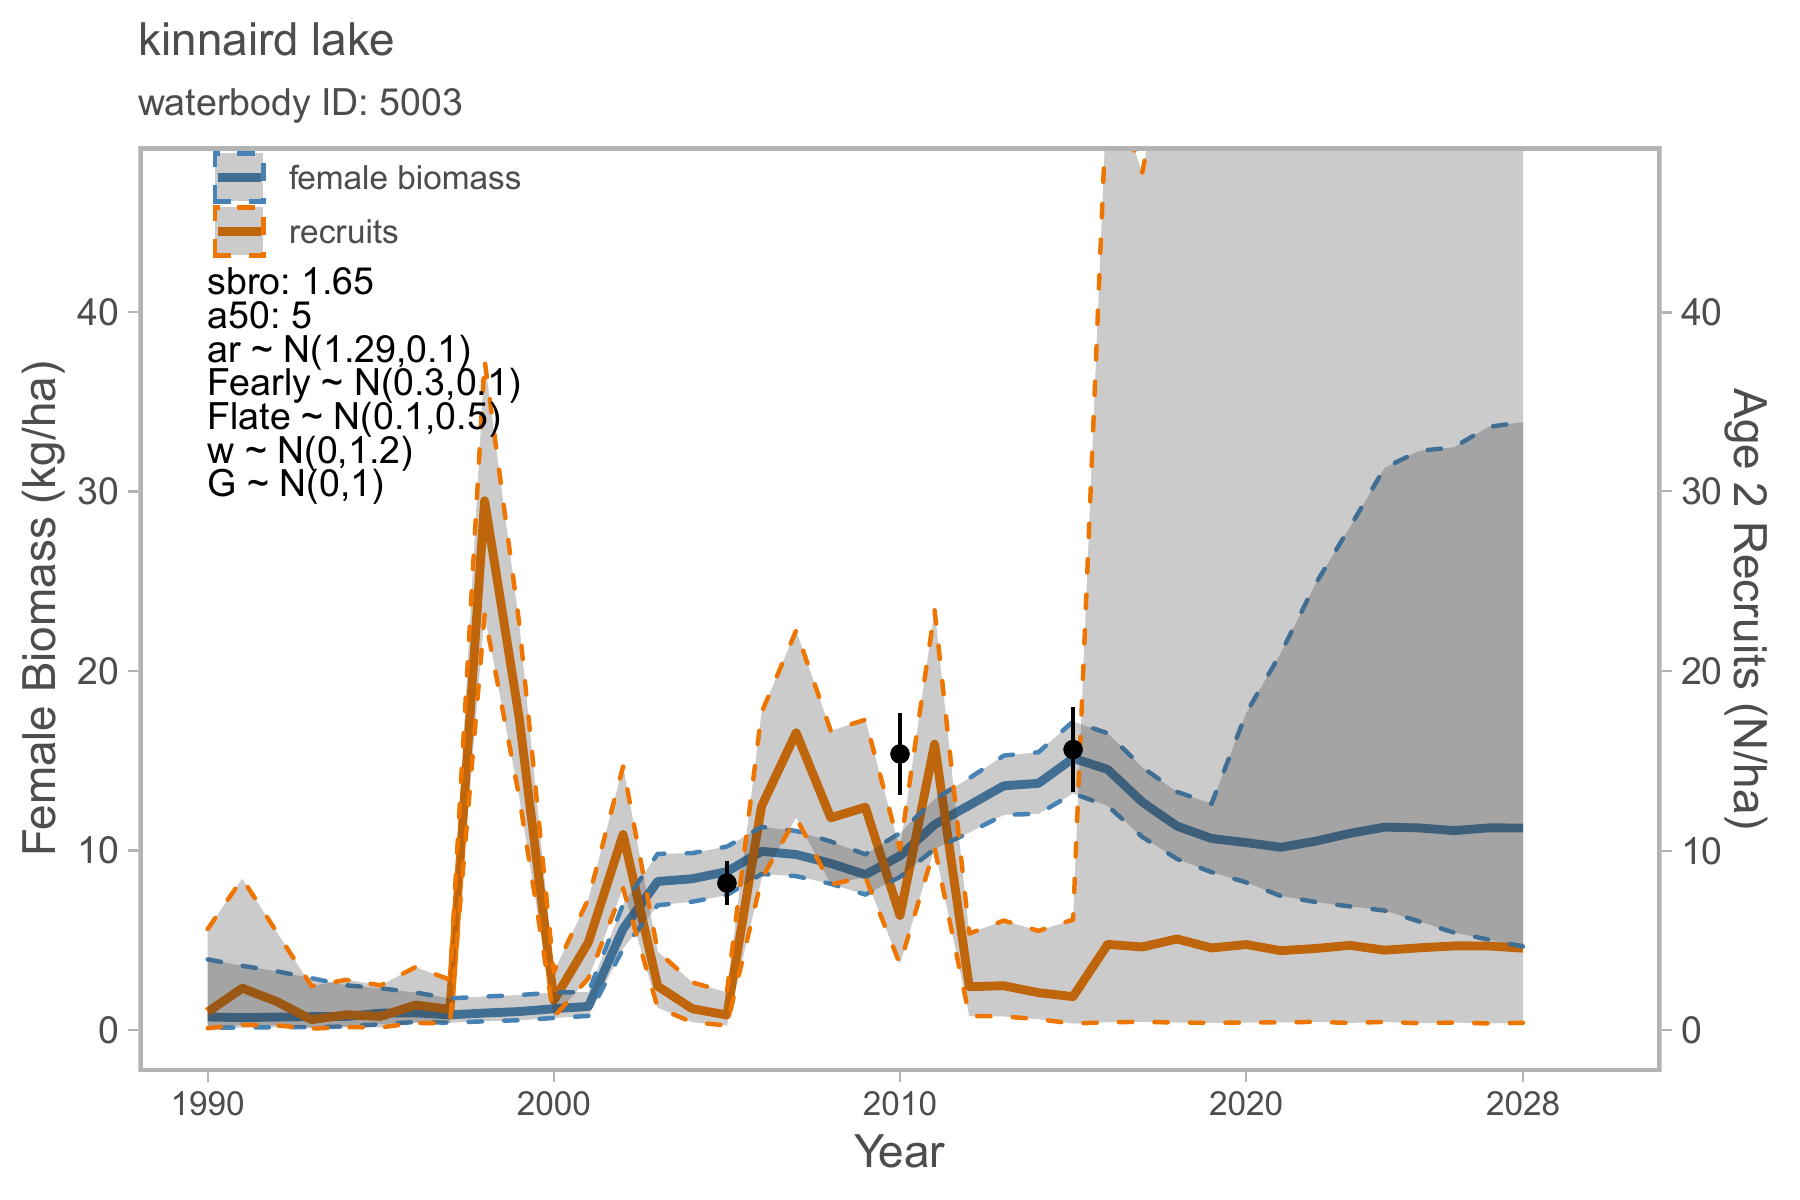 kinnaird lake
waterbody ID: 5003
female biomass
recruits
sbro: 1.65
a50: 5
ar ~ N(1.29,0.1)
Fearly ~ N(0.3,0.1)
Flate ~ N(0.1,0.5)
w ~ N(0,1.2)
G ~ N(0,1)
Female Biomass (kg/ha)
40
30
20
10
0
40
30
20
10
0
Age 2 Recruits (N/ha)
1990
2000
2010
2020
2028
Year